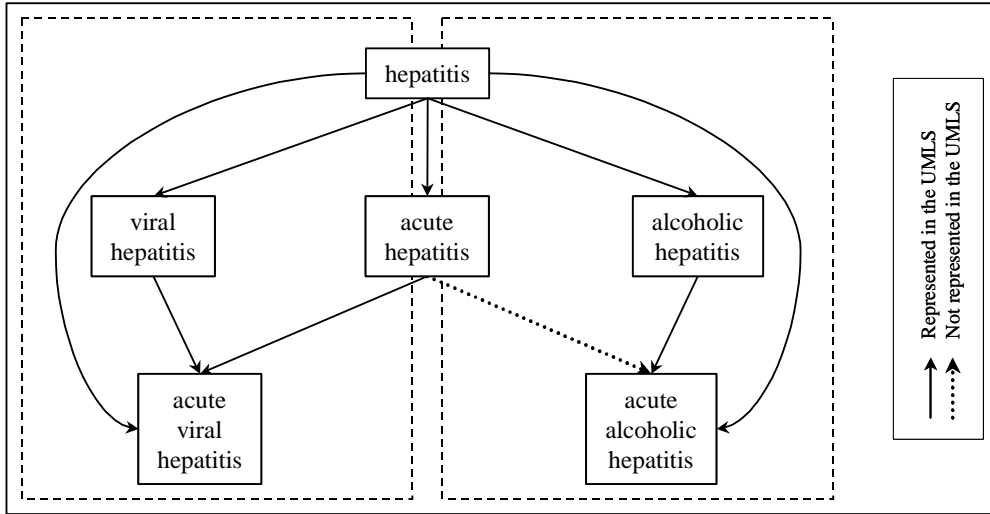 hepatitis
viral
hepatitis
acute
hepatitis
alcoholic
hepatitis
acute
viral
hepatitis
acute
alcoholic
hepatitis
Represented in the UMLS
Not represented in the UMLS